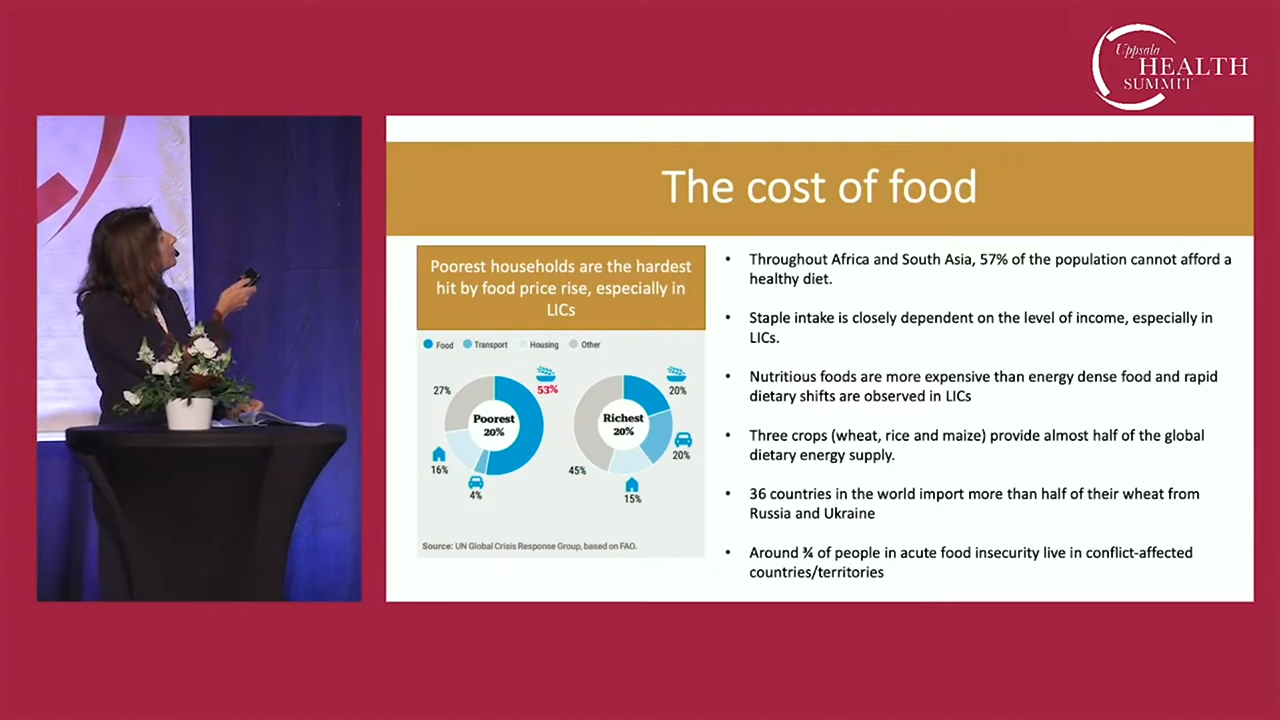 Uppsala
HEALTH
SUMMIT
The cost of food
Poorest households are the hardest
hit by food price rise, especially in
LICs
Food Transport Housing Other
27%
53%
Poorest
20%
16%
4%
20%
Richest
20%
20%
45%
15%
Source: UN Global Crisis Response Group, based on FAO.
• Throughout Africa and South Asia, 57% of the population cannot afford a
healthy diet.
• Staple intake is closely dependent on the level of income, especially in
LICs.
• Nutritious foods are more expensive than energy dense food and rapid
dietary shifts are observed in LICs
• Three crops (wheat, rice and maize) provide almost half of the global
dietary energy supply.
• 36 countries in the world import more than half of their wheat from
Russia and Ukraine
• Around ¾ of people in acute food insecurity live in conflict-affected
countries/territories